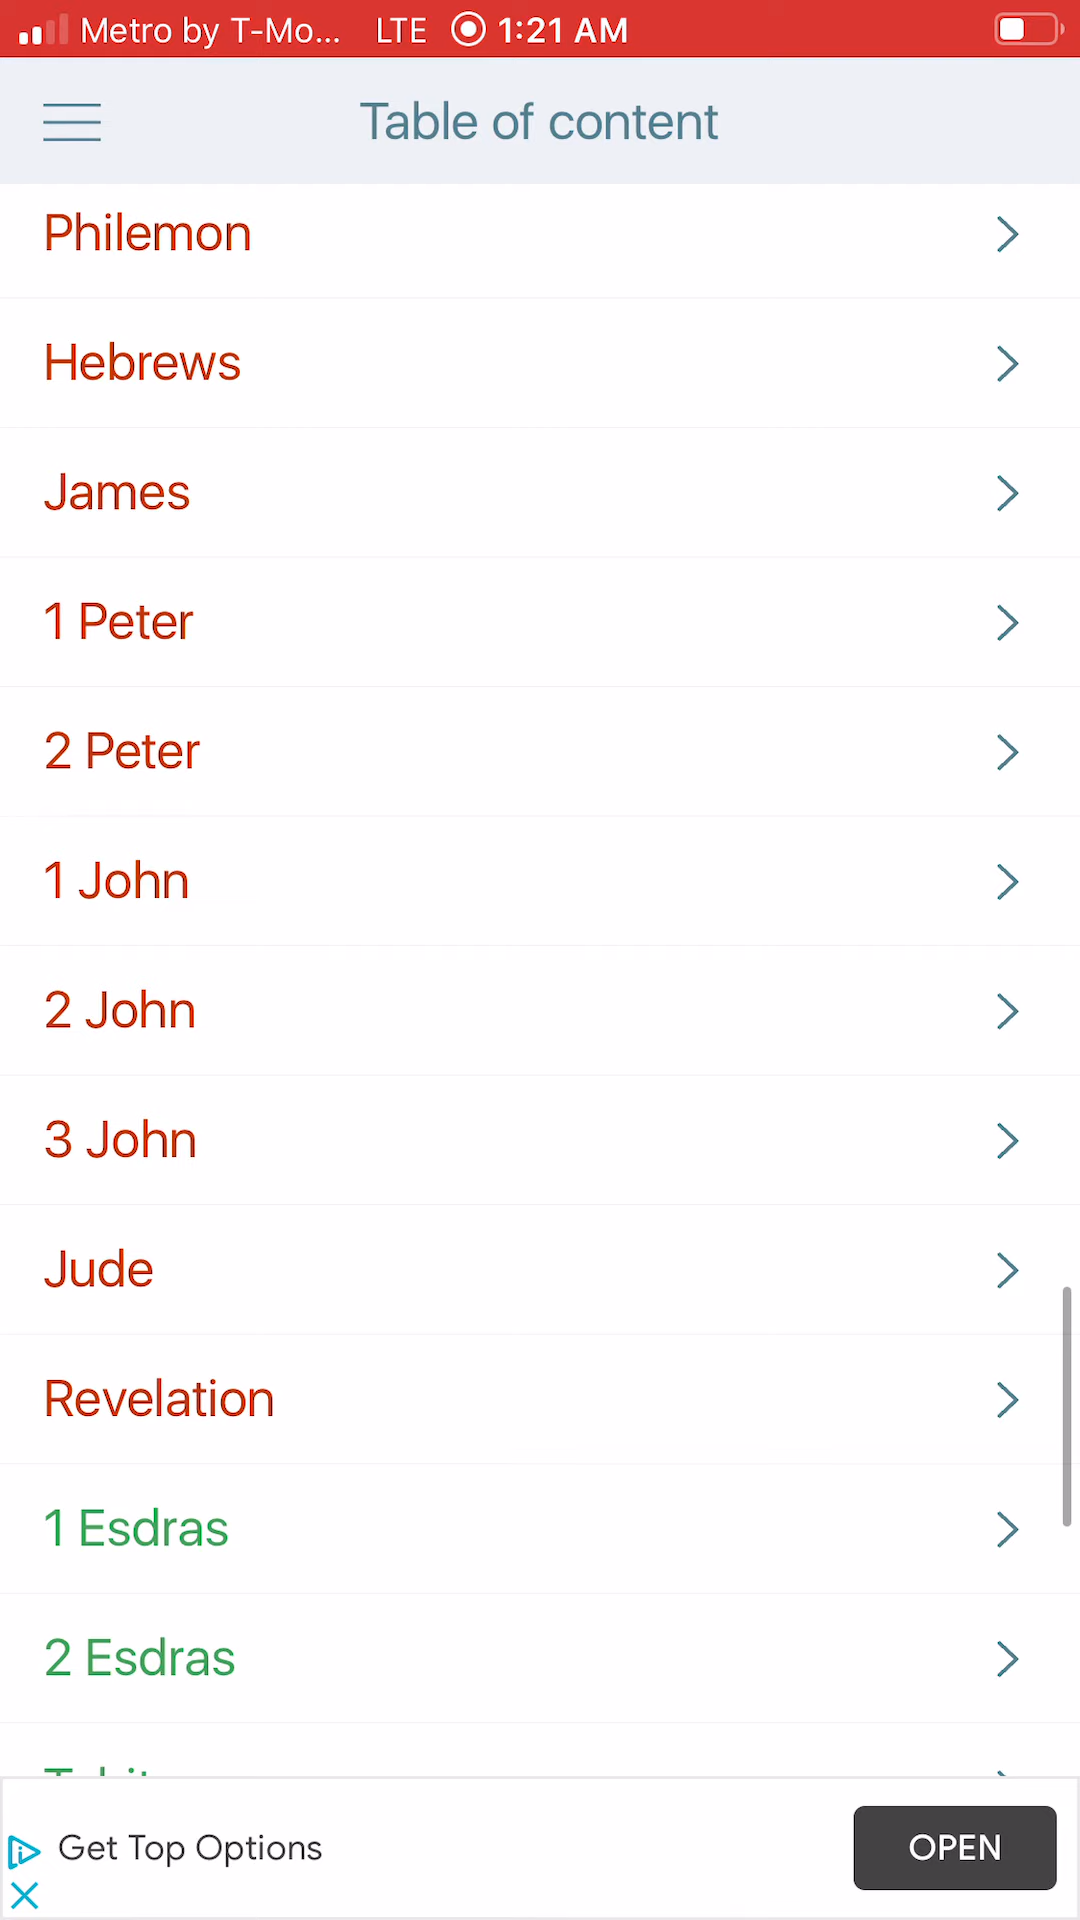 Metro by T-Mo... LTE 1:21 AM
Table of content
Philemon
Hebrews
James
1 Peter
2 Peter
1 John
2 John
3 John
Jude
Revelation
1 Esdras
2 Esdras
Get Top Options
OPEN